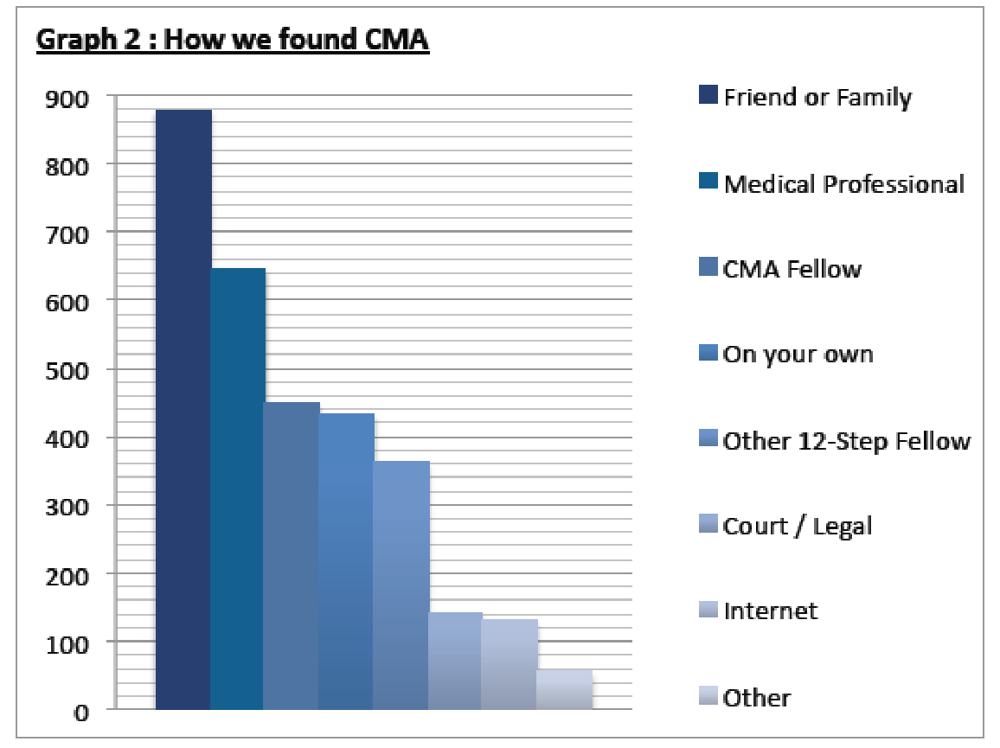 Graph 2 : How we found CMA
900
800
700
600
500
400
300
200
100
0
Friend or Family
Medical Professional
CMA Fellow
On your own
Other 12-Step Fellow
Court / Legal
Internet
Other